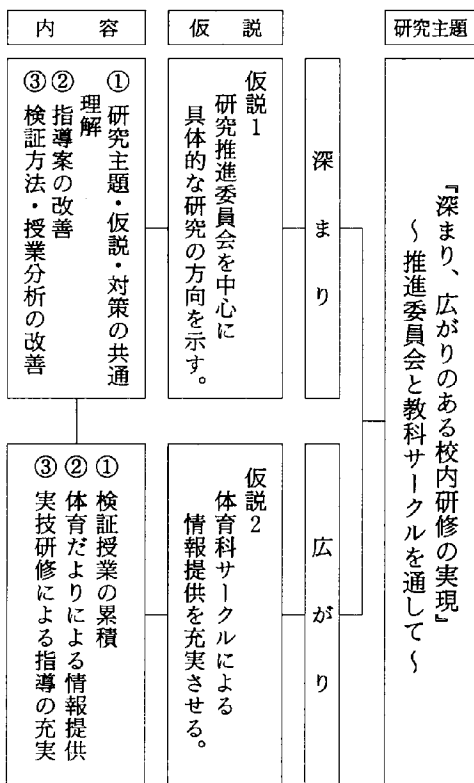 研究主題
『深まり、広がりのある校内研修の実現』
～推進委員会と教科サークルを通して～
深まり
広がり
仮説
仮説1
研究推進委員会を中心に
具体的な研究の方向を示す。
仮説2
体育科サークルによる
情報提供を充実させる。
内容
① 研究主題・仮説・対策の共通
理解
② 指導案の改善
③ 検証方法・授業分析の改善
① 検証授業の累積
② 体育だよりによる情報提供
③ 実技研修による指導の充実